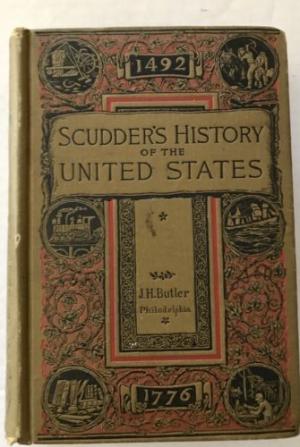 1492
SCUDDER'S HISTORY
OF THE
UNITED STATES
J.H.Butler
Philadelphia
1776